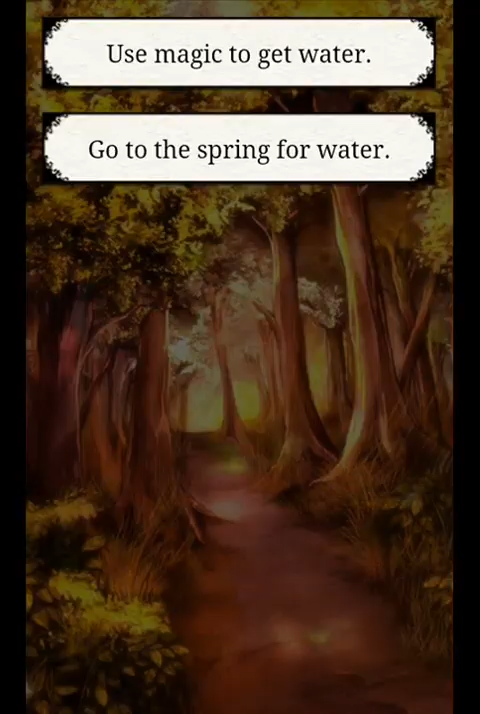 Use magic to get water.
Go to the spring for water.